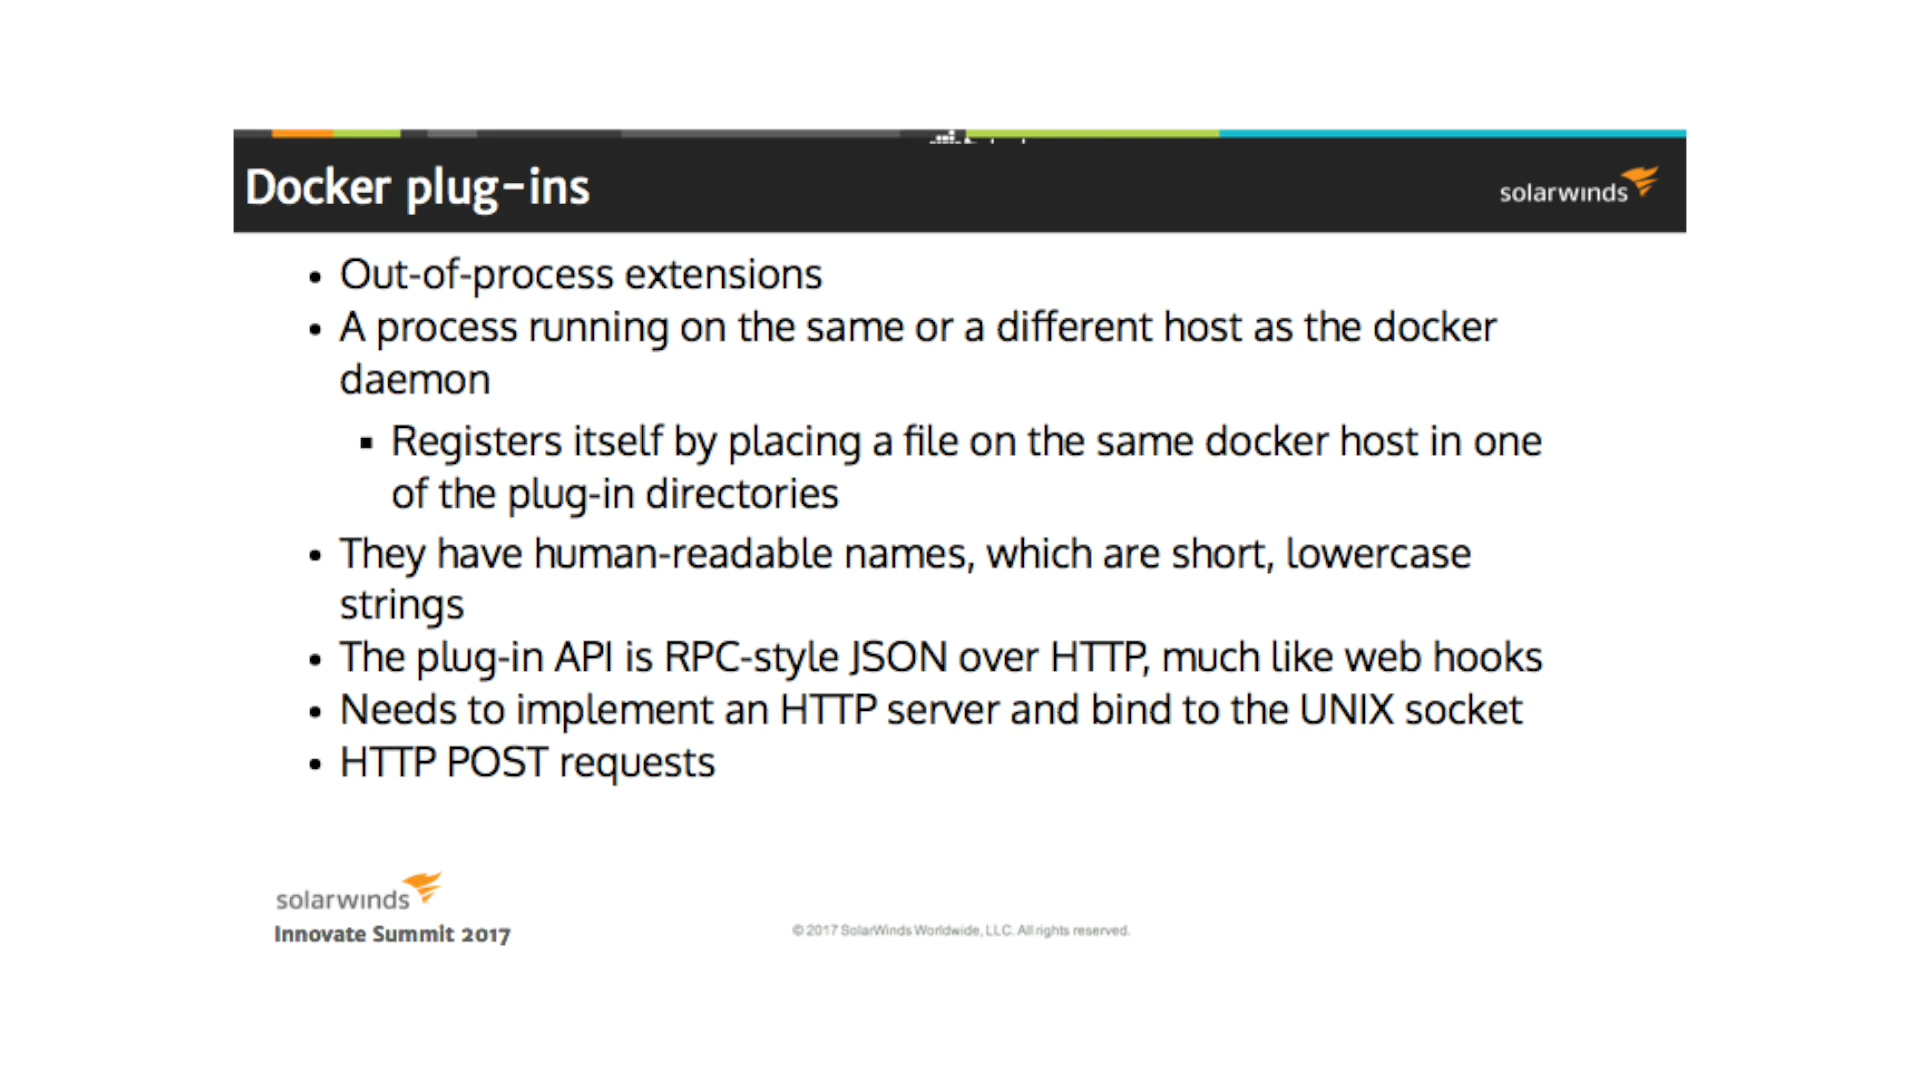 Docker plug-ins
solarwinds
• Out-of-process extensions
• A process running on the same or a different host as the docker
daemon
▪ Registers itself by placing a file on the same docker host in one
of the plug-in directories
• They have human-readable names, which are short, lowercase
strings
• The plug-in API is RPC-style JSON over HTTP, much like web hooks
• Needs to implement an HTTP server and bind to the UNIX socket
• HTTP POST requests
solarwinds
Innovate Summit 2017
© 2017 SolarWinds Worldwide, LLC. All rights reserved.